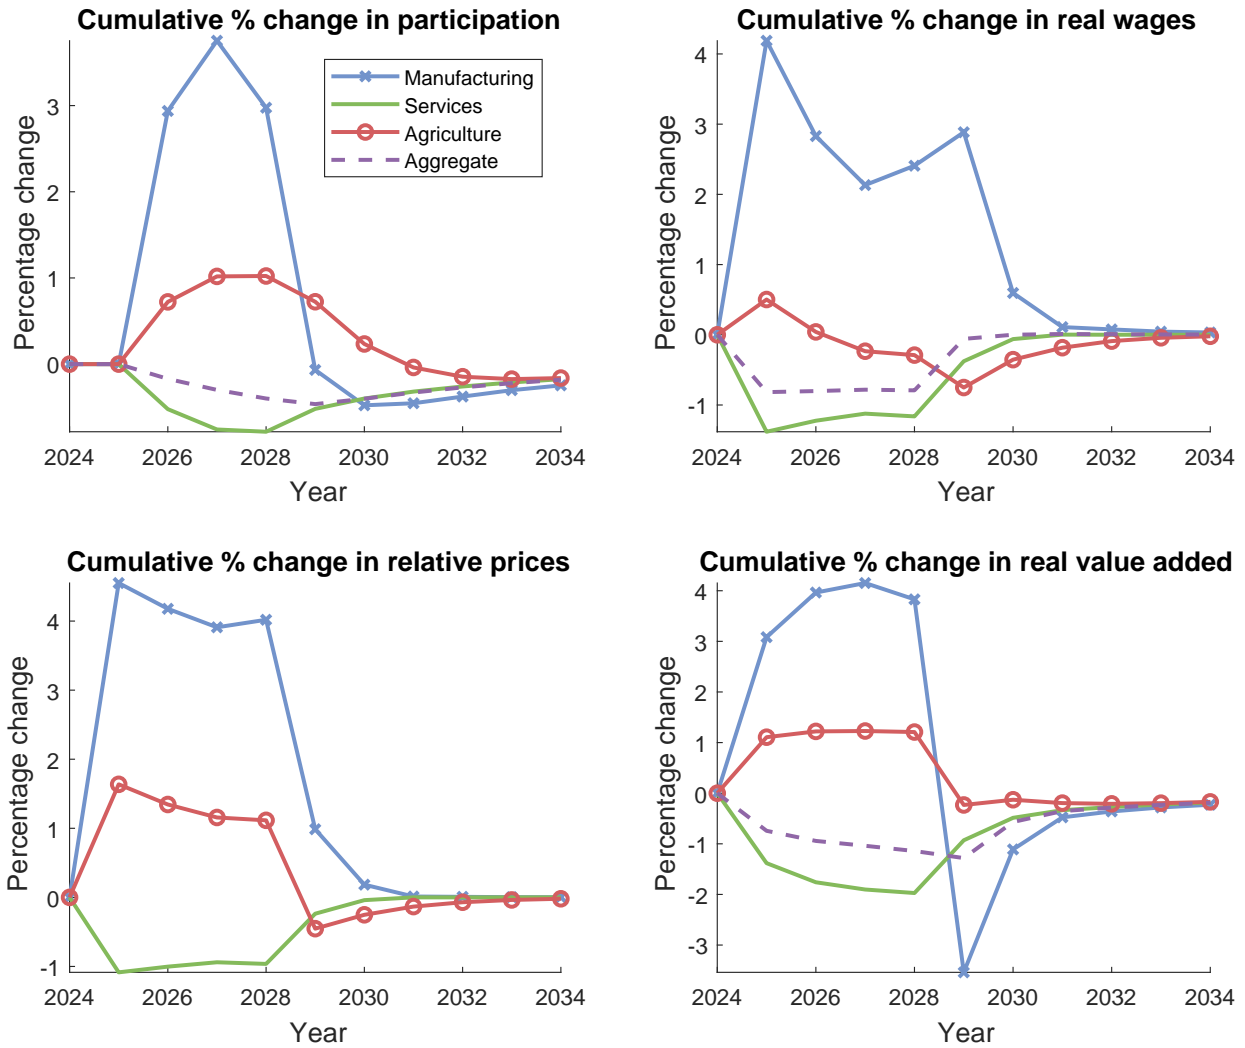 Cumulative % change in participation
Percentage change
3
2
1
0
Manufacturing
Services
Agriculture
Aggregate
2024 2026 2028 2030 2032 2034
Year
Cumulative % change in real wages
Percentage change
4
3
2
1
0
-1
2024 2026 2028 2030 2032 2034
Year
Cumulative % change in relative prices
Percentage change
4
3
2
1
0
-1
2024 2026 2028 2030 2032 2034
Year
Cumulative % change in real value added
Percentage change
4
3
2
1
0
-1
-2
-3
2024 2026 2028 2030 2032 2034
Year